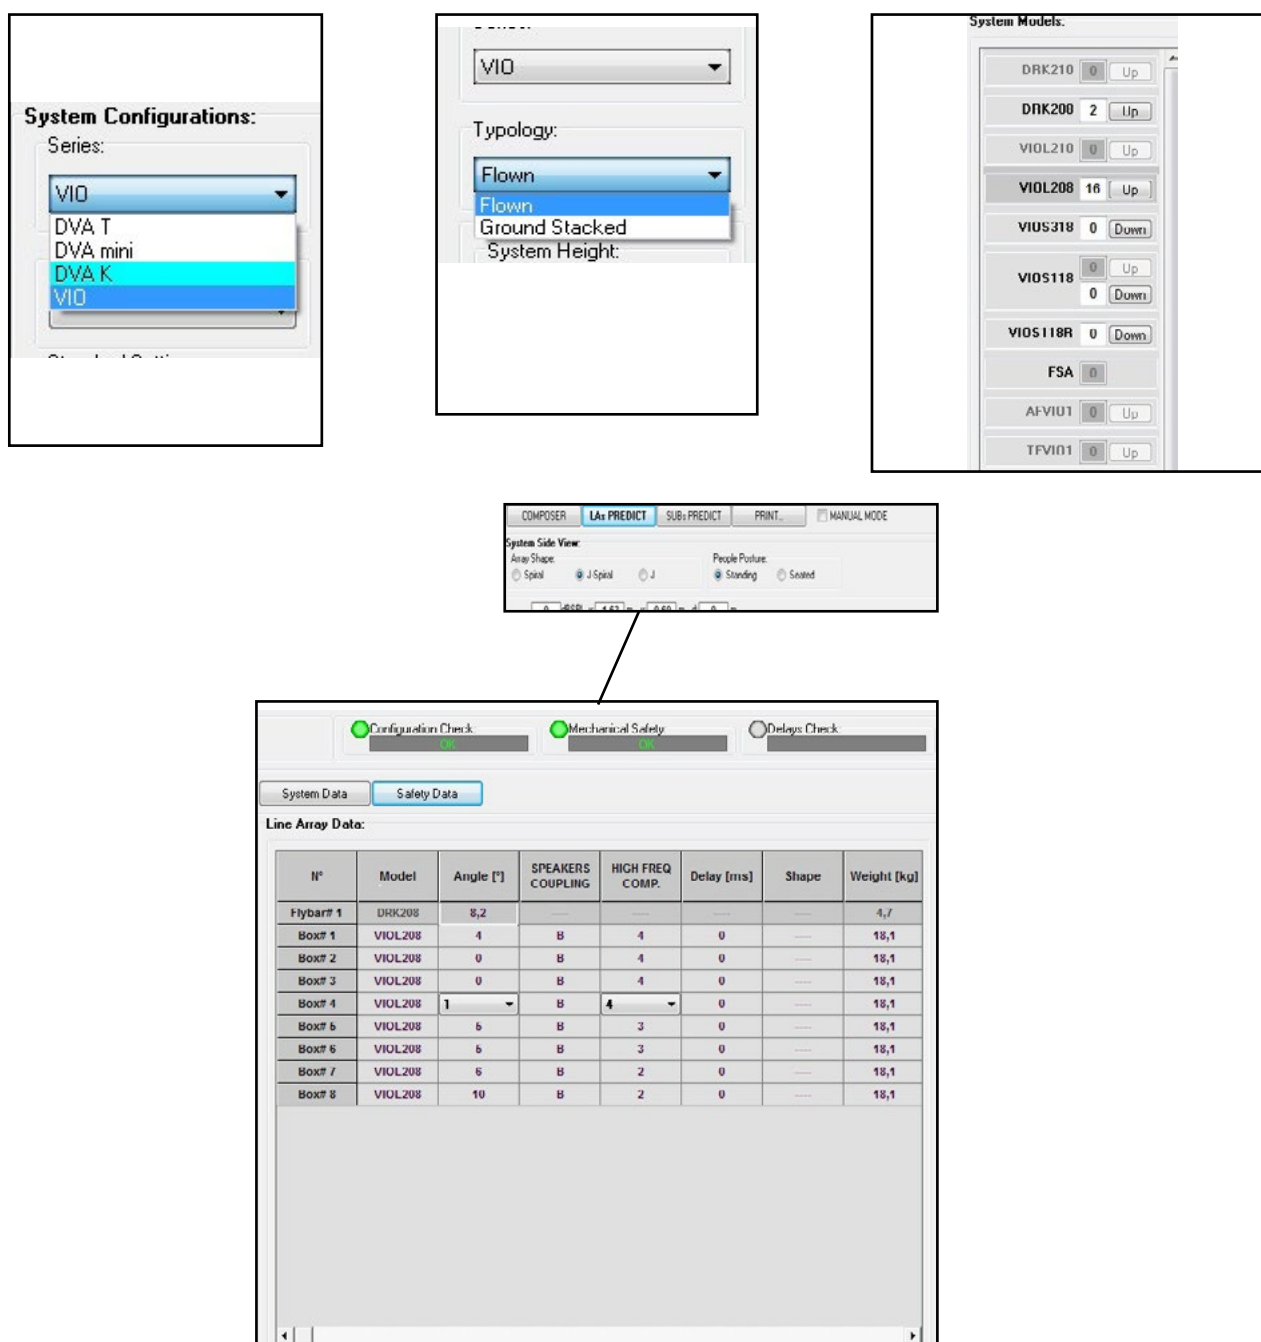 System Configurations:
Series:
VIO
DVA T
DVA mini
DVA K
VIO
VIO
Typology:
Flown
Flown
Ground Stacked
System Height:
System Models:
DRK210 0 Up
DRK208 2 Up
VIOL210 0 Up
VIOL208 16 Up
VIOS318 0 Down
VIOS118 0 Up
0 Down
VIOS118R 0 Down
FSA 0
AFVIO1 0 Up
TFVIO1 0 Up
COMPOSER LAs PREDICT SUBs PREDICT PRINT... MANUAL MODE
System Side View:
Array Shape: People Posture:
Spiral J-Spiral J Standing Seated
Configuration Check: Mechanical Safety: Delays Check:
OK OK
System Data Safety Data
Line Array Data:
N° Model Angle [°] SPEAKERS COUPLING HIGH FREQ COMP. Delay [ms] Shape Weight [kg]
Flybar# 1 DRK208 8,2 ---- ---- ---- ---- 4,7
Box# 1 VIOL208 4 B 4 0 ---- 18,1
Box# 2 VIOL208 0 B 4 0 ---- 18,1
Box# 3 VIOL208 0 B 4 0 ---- 18,1
Box# 4 VIOL208 1 B 4 0 ---- 18,1
Box# 5 VIOL208 B 3 0 ---- 18,1
Box# 6 VIOL208 B 3 0 ---- 18,1
Box# 7 VIOL208 B 2 0 ---- 18,1
Box# 8 VIOL208 10 B 2 0 ---- 18,1